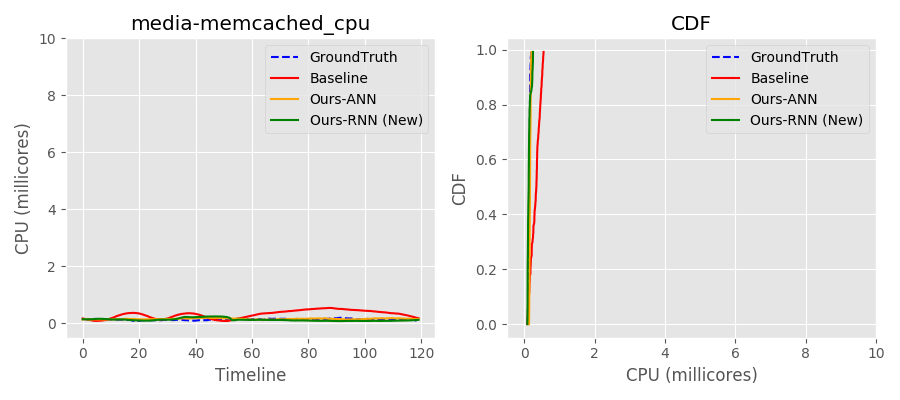 media-memcached_cpu
CPU (millicores)
10
8
6
4
2
0
0 20 40 60 80 100 120
Timeline
GroundTruth
Baseline
Ours-ANN
Ours-RNN (New)
CDF
CDF
1.0
0.8
0.6
0.4
0.2
0.0
0 2 4 6 8 10
CPU (millicores)
GroundTruth
Baseline
Ours-ANN
Ours-RNN (New)